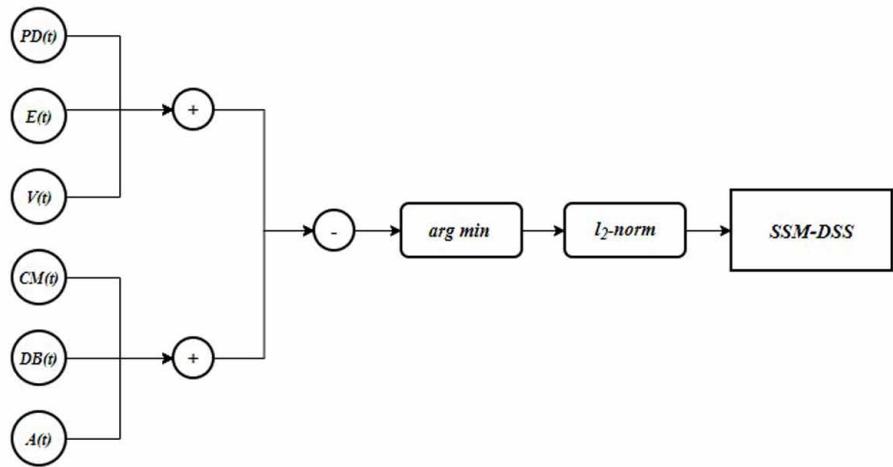 PD(t)
E(t)
+
V(t)
-
arg min
l₂-norm
SSM-DSS
CM(t)
DB(t)
+
A(t)